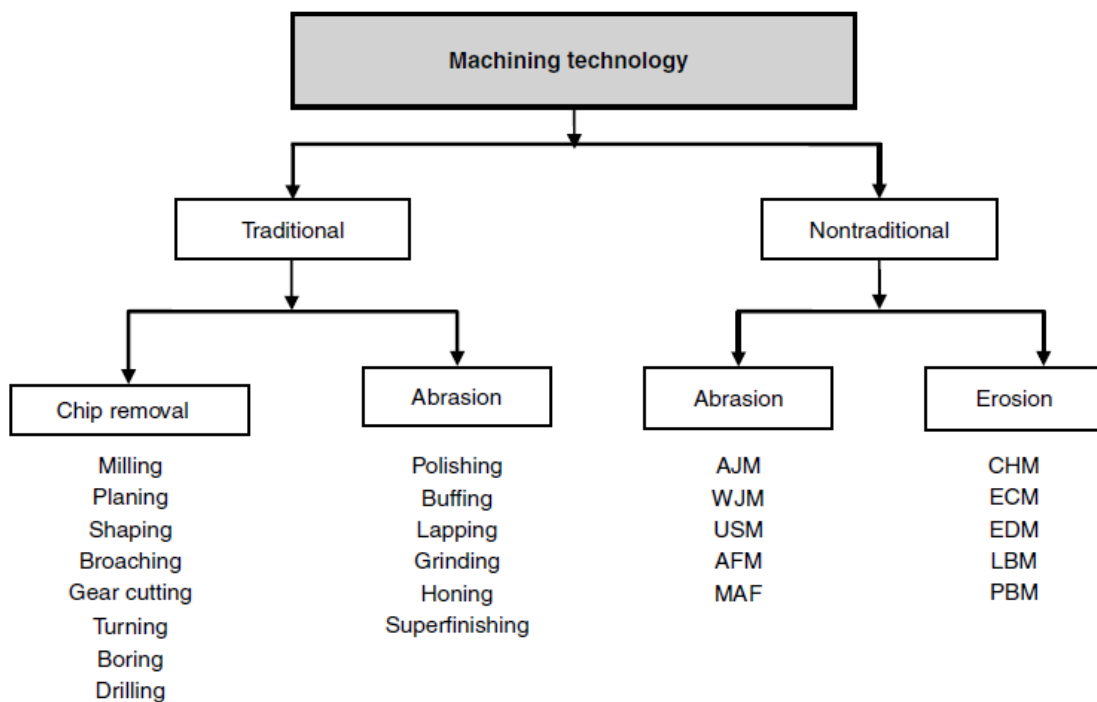 Machining technology
Traditional
Nontraditional
Chip removal
Milling
Planing
Shaping
Broaching
Gear cutting
Turning
Boring
Drilling
Abrasion
Polishing
Buffing
Lapping
Grinding
Honing
Superfinishing
Abrasion
AJM
WJM
USM
AFM
MAF
Erosion
CHM
ECM
EDM
LBM
PBM